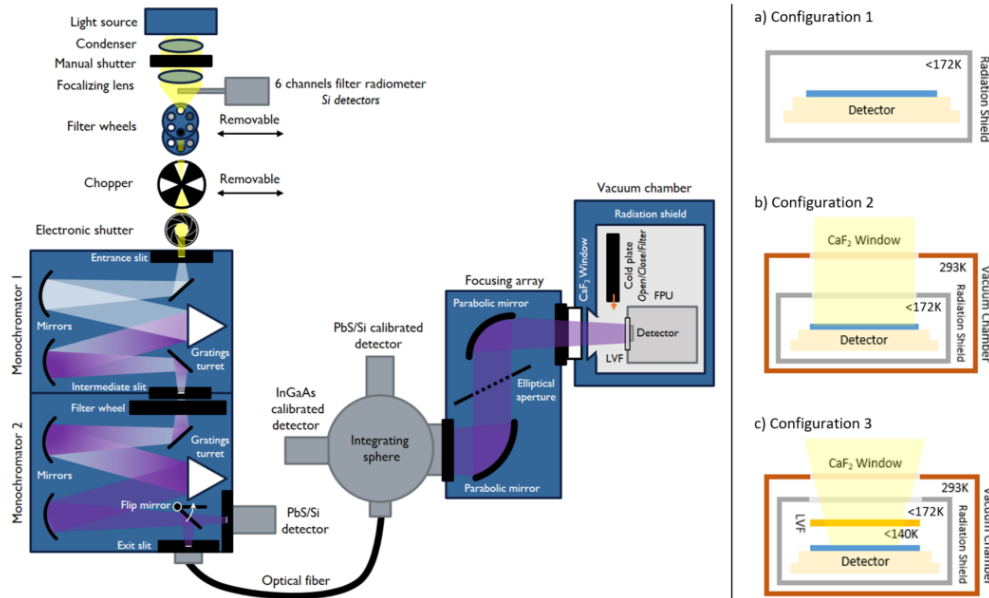 Light source
Condenser
Manual shutter
Focalizing lens
6 channels filter radiometer
Si detectors
Filter wheels
Removable
Chopper
Removable
Electronic shutter
Entrance slit
Monochromator 1
Mirrors
Gratings
turret
Intermediate slit
Filter wheel
Monochromator 2
Gratings
turret
Mirrors
Flip mirror
PbS/Si
detector
Exit slit
Optical fiber
PbS/Si calibrated
detector
InGaAs
calibrated
detector
Integrating
sphere
Focusing array
Parabolic mirror
Elliptical
aperture
Parabolic mirror
Vacuum chamber
Radiation shield
CaF2 Window
Cold plate
Open/Close/Filter
FPU
Detector
LVF
a) Configuration 1
<172K
Detector
Radiation Shield
b) Configuration 2
CaF2 Window
293K
<172K
Detector
Radiation Shield
Vacuum Chamber
c) Configuration 3
CaF2 Window
293K
<172K
LVF
<140K
Detector
Radiation Shield
Vacuum Chamber